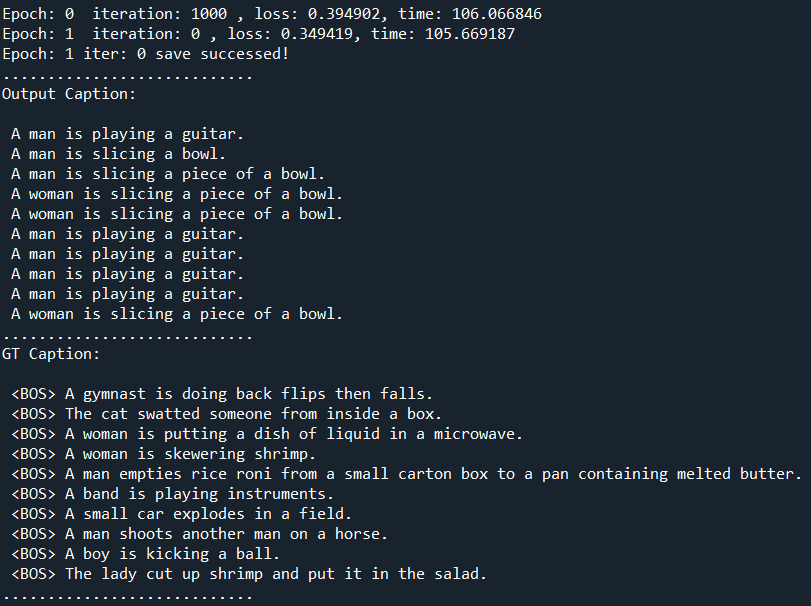 Epoch: 0  iteration: 1000 , loss: 0.394902, time: 106.066846
Epoch: 1  iteration: 0 , loss: 0.349419, time: 105.669187
Epoch: 1 iter: 0 save successed!
............................
Output Caption:
A man is playing a guitar.
A man is slicing a bowl.
A man is slicing a piece of a bowl.
A woman is slicing a piece of a bowl.
A woman is slicing a piece of a bowl.
A man is playing a guitar.
A man is playing a guitar.
A man is playing a guitar.
A man is playing a guitar.
A woman is slicing a piece of a bowl.
............................
GT Caption:
<BOS> A gymnast is doing back flips then falls.
<BOS> The cat swatted someone from inside a box.
<BOS> A woman is putting a dish of liquid in a microwave.
<BOS> A woman is skewering shrimp.
<BOS> A man empties rice roni from a small carton box to a pan containing melted butter.
<BOS> A band is playing instruments.
<BOS> A small car explodes in a field.
<BOS> A man shoots another man on a horse.
<BOS> A boy is kicking a ball.
<BOS> The lady cut up shrimp and put it in the salad.
............................